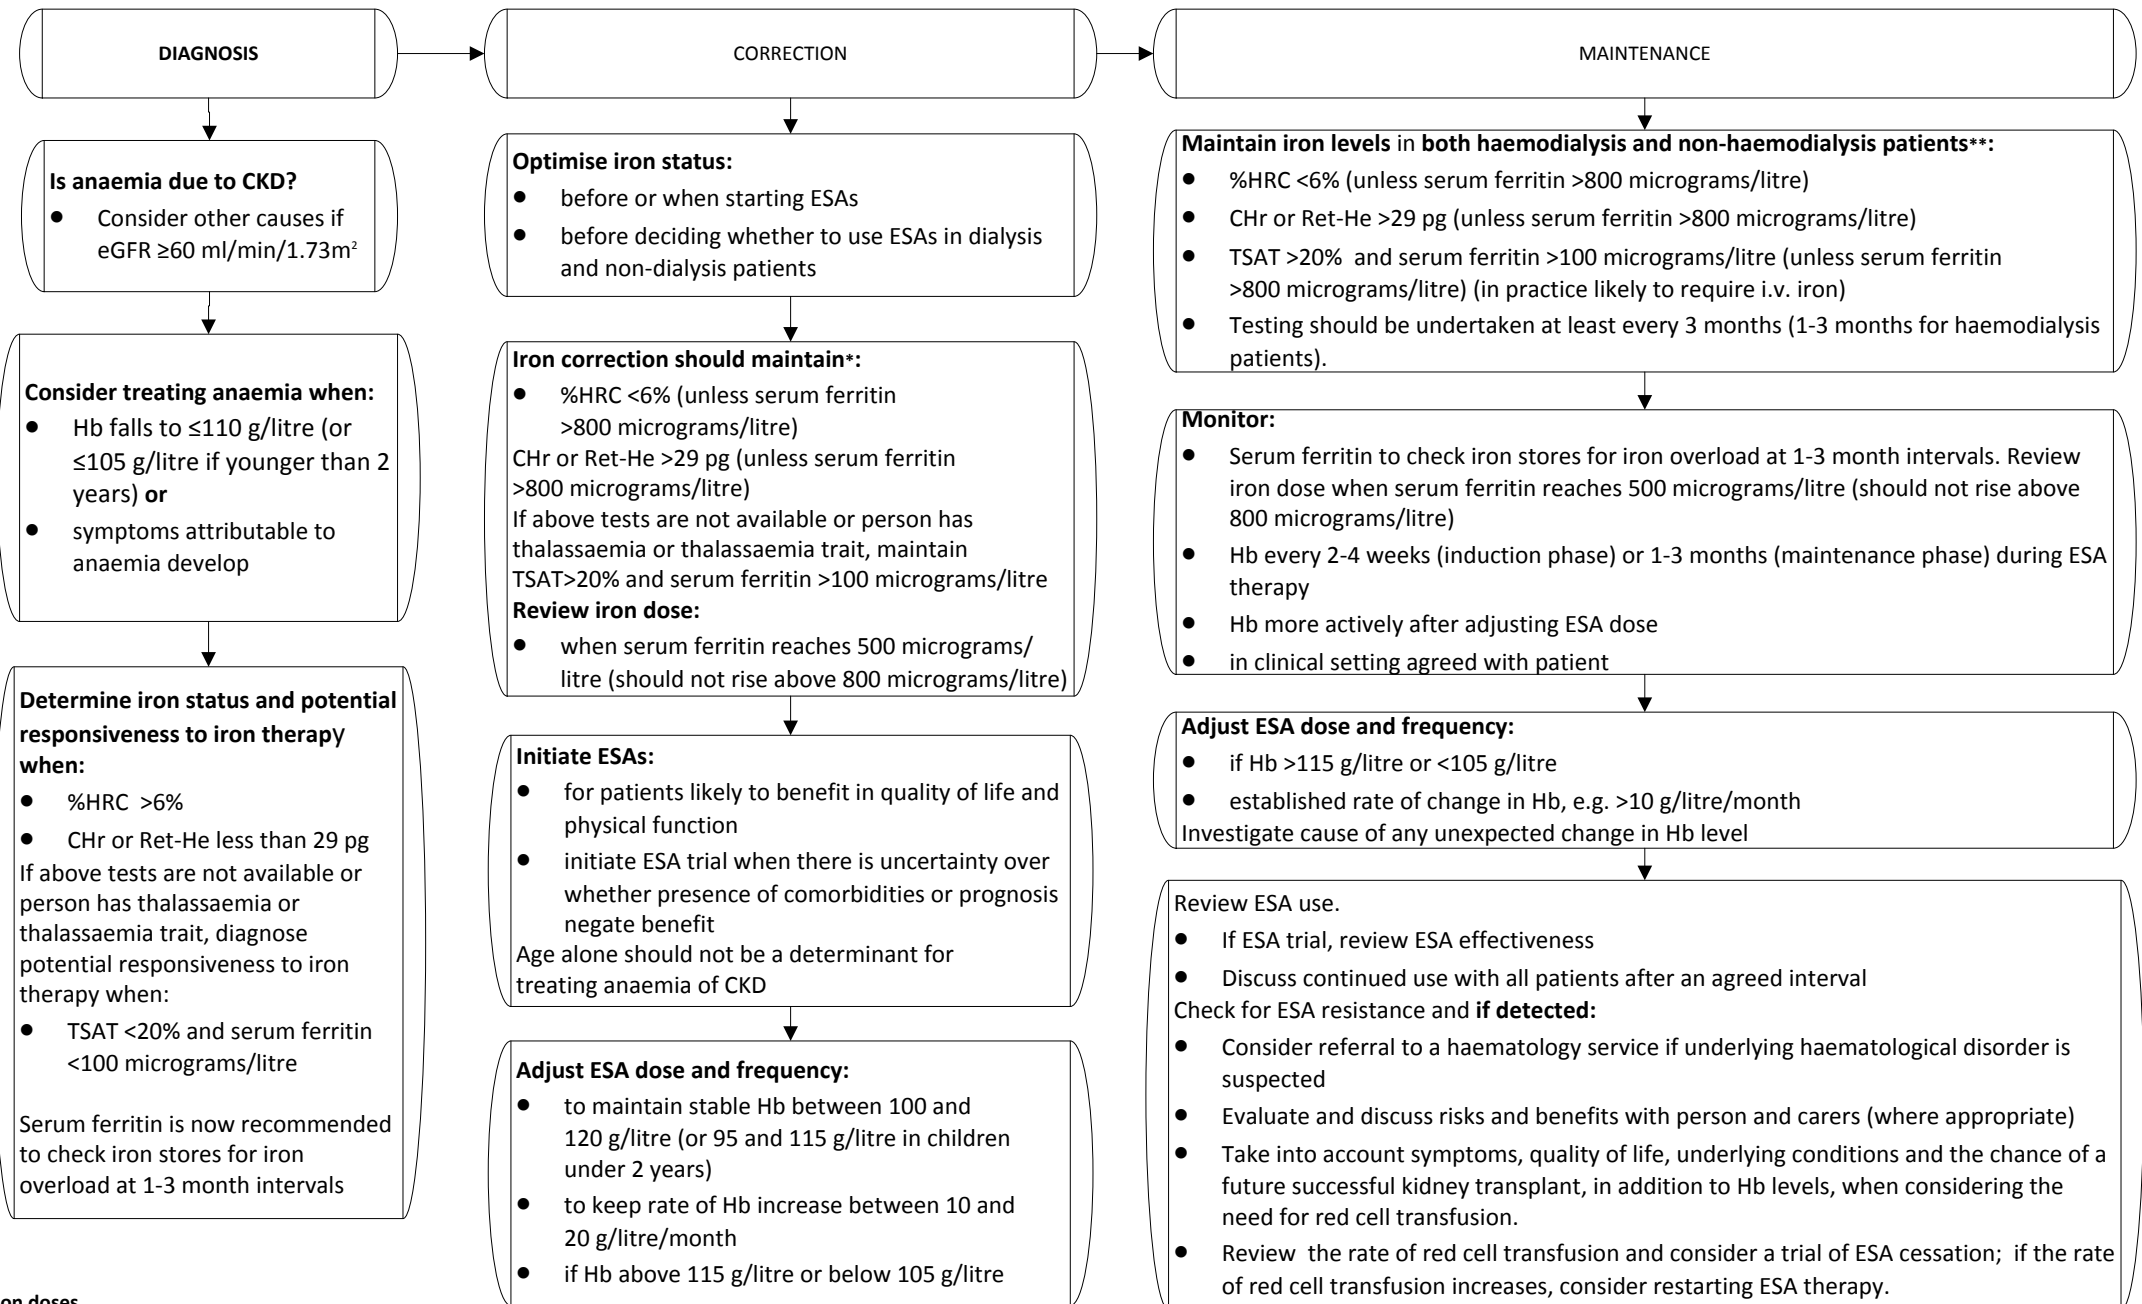 DIAGNOSIS
CORRECTION
MAINTENANCE
Is anaemia due to CKD?
● Consider other causes if
eGFR ≥60 ml/min/1.73m²
Consider treating anaemia when:
● Hb falls to ≤110 g/litre (or
≤105 g/litre if younger than 2
years) or
● symptoms attributable to
anaemia develop
Determine iron status and potential
responsiveness to iron therapy
when:
● %HRC >6%
● CHr or Ret-He less than 29 pg
If above tests are not available or
person has thalassaemia or
thalassaemia trait, diagnose
potential responsiveness to iron
therapy when:
● TSAT <20% and serum ferritin
<100 micrograms/litre
Serum ferritin is now recommended
to check iron stores for iron
overload at 1-3 month intervals
Optimise iron status:
● before or when starting ESAs
● before deciding whether to use ESAs in dialysis
and non-dialysis patients
Iron correction should maintain*:
● %HRC <6% (unless serum ferritin
>800 micrograms/litre)
CHr or Ret-He >29 pg (unless serum ferritin
>800 micrograms/litre)
If above tests are not available or person has
thalassaemia or thalassaemia trait, maintain
TSAT>20% and serum ferritin >100 micrograms/litre
Review iron dose:
● when serum ferritin reaches 500 micrograms/
litre (should not rise above 800 micrograms/litre)
Initiate ESAs:
● for patients likely to benefit in quality of life and
physical function
● initiate ESA trial when there is uncertainty over
whether presence of comorbidities or prognosis
negate benefit
Age alone should not be a determinant for
treating anaemia of CKD
Adjust ESA dose and frequency:
● to maintain stable Hb between 100 and
120 g/litre (or 95 and 115 g/litre in children
under 2 years)
● to keep rate of Hb increase between 10 and
20 g/litre/month
● if Hb above 115 g/litre or below 105 g/litre
Maintain iron levels in both haemodialysis and non-haemodialysis patients**:
● %HRC <6% (unless serum ferritin >800 micrograms/litre)
● CHr or Ret-He >29 pg (unless serum ferritin >800 micrograms/litre)
● TSAT >20% and serum ferritin >100 micrograms/litre (unless serum ferritin
>800 micrograms/litre) (in practice likely to require i.v. iron)
● Testing should be undertaken at least every 3 months (1-3 months for haemodialysis
patients).
Monitor:
● Serum ferritin to check iron stores for iron overload at 1-3 month intervals. Review
iron dose when serum ferritin reaches 500 micrograms/litre (should not rise above
800 micrograms/litre)
● Hb every 2-4 weeks (induction phase) or 1-3 months (maintenance phase) during ESA
therapy
● Hb more actively after adjusting ESA dose
● in clinical setting agreed with patient
Adjust ESA dose and frequency:
● if Hb >115 g/litre or <105 g/litre
● established rate of change in Hb, e.g. >10 g/litre/month
Investigate cause of any unexpected change in Hb level
Review ESA use.
● If ESA trial, review ESA effectiveness
● Discuss continued use with all patients after an agreed interval
Check for ESA resistance and if detected:
● Consider referral to a haematology service if underlying haematological disorder is
suspected
● Evaluate and discuss risks and benefits with person and carers (where appropriate)
● Take into account symptoms, quality of life, underlying conditions and the chance of a
future successful kidney transplant, in addition to Hb levels, when considering the
need for red cell transfusion.
● Review the rate of red cell transfusion and consider a trial of ESA cessation; if the rate
of red cell transfusion increases, consider restarting ESA therapy.
on doses